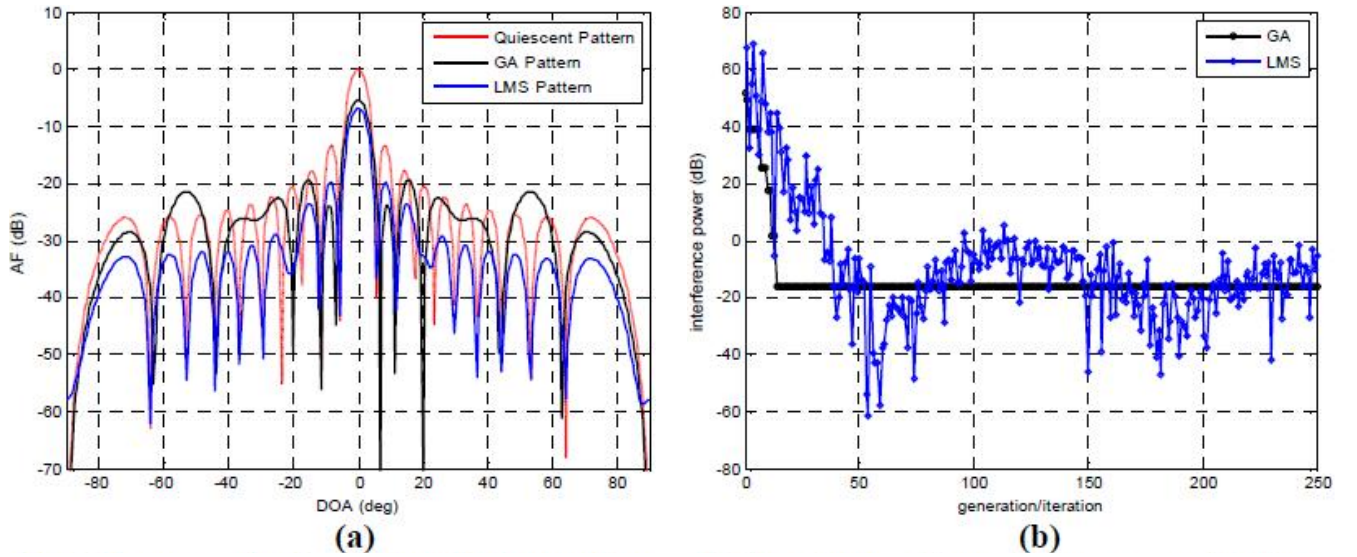 10
0
-10
-20
-30
-40
-50
-60
-70
AF (dB)
-80 -60 -40 -20 0 20 40 60 80
DOA (deg)
Quiescent Pattern
GA Pattern
LMS Pattern
(a)
80
60
40
20
0
-20
-40
-60
-80
interference power (dB)
0 50 100 150 200 250
generation/iteration
GA
LMS
(b)